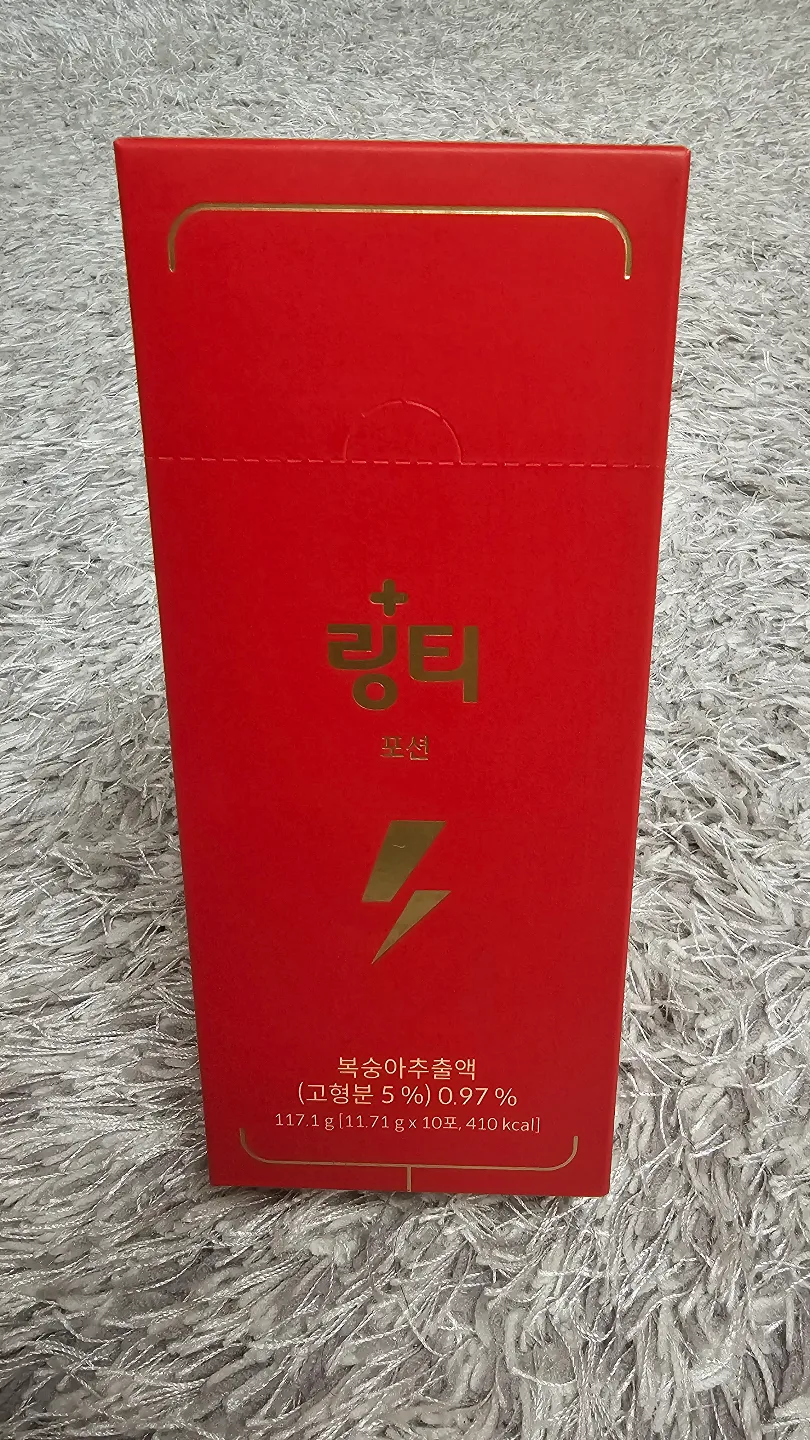 링티
포션
복숭아추출액
(고형분 5 %) 0.97 %
117.1 g [11.71 g x 10포, 410 kcal]